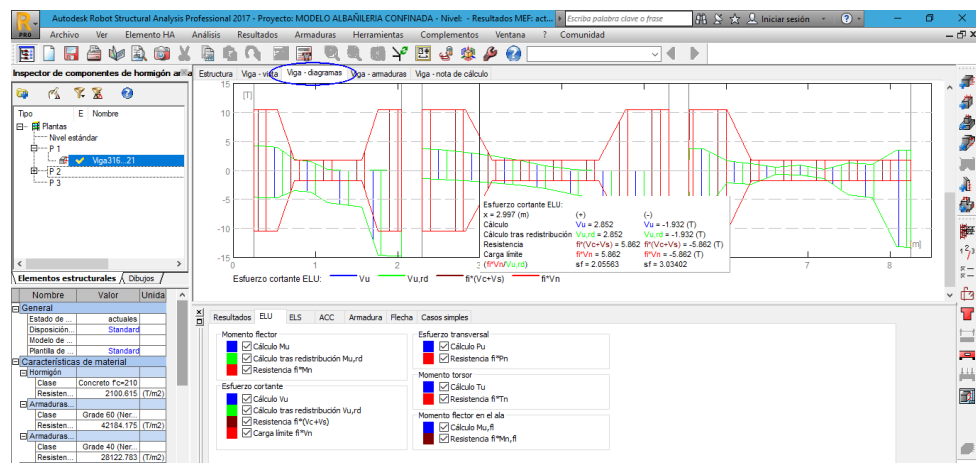 Autodesk Robot Structural Analysis Professional 2017 - Proyecto: MODELO ALBAÑILERIA CONFINADA - Nivel: - Resultados MEF: act...
Escriba palabra clave o frase
Iniciar sesión
PRO
Archivo Ver Elemento HA Análisis Resultados Armaduras Herramientas Complementos Ventana ? Comunidad
Inspector de componentes de hormigón ar
Estructura Viga - vista Viga - diagramas Viga - armaduras Viga - nota de cálculo
Tipo E Nombre
Plantas
Nivel estándar
P 1
Viga316...21
P 2
P 3
Elementos estructurales Dibujos
15
[T]
10
5
0
-5
-10
-15
0 1 2 3 7 8
[m]
Esfuerzo cortante ELU:
x = 2.997 (m) (+) (-)
Cálculo Vu = 2.852 Vu = -1.932 (T)
Cálculo tras redistribución Vu,rd = 2.852 Vu,rd = -1.932 (T)
Resistencia fi*(Vc+Vs) = 5.862 fi*(Vc+Vs) = -5.862 (T)
Carga límite fi*Vn = 5.862 fi*Vn = -5.862 (T)
(fi*Vn/Vu,rd) sf = 2.05563 sf = 3.03402
Esfuerzo cortante ELU: Vu Vu,rd fi*(Vc+Vs) fi*Vn
Nombre Valor Unida
General
Estado de ... actuales
Disposición... Standard
Modelo de ...
Plantilla de ... Standard
Características de material
Hormigón
Clase Concreto f'c=210
Resisten... 2100.615 (T/m2)
Armaduras...
Clase Grade 60 (Ner...
Resisten... 42184.175 (T/m2)
Armaduras...
Clase Grade 40 (Ner...
Resisten... 28122.783 (T/m2)
Resultados ELU ELS ACC Armadura Flecha Casos simples
Momento flector
Cálculo Mu
Cálculo tras redistribución Mu,rd
Resistencia fi*Mn
Esfuerzo cortante
Cálculo Vu
Cálculo tras redistribución Vu,rd
Resistencia fi*(Vc+Vs)
Carga límite fi*Vn
Esfuerzo transversal
Cálculo Pu
Resistencia fi*Pn
Momento torsor
Cálculo Tu
Resistencia fi*Tn
Momento flector en el ala
Cálculo Mu,fl
Resistencia fi*Mn,fl